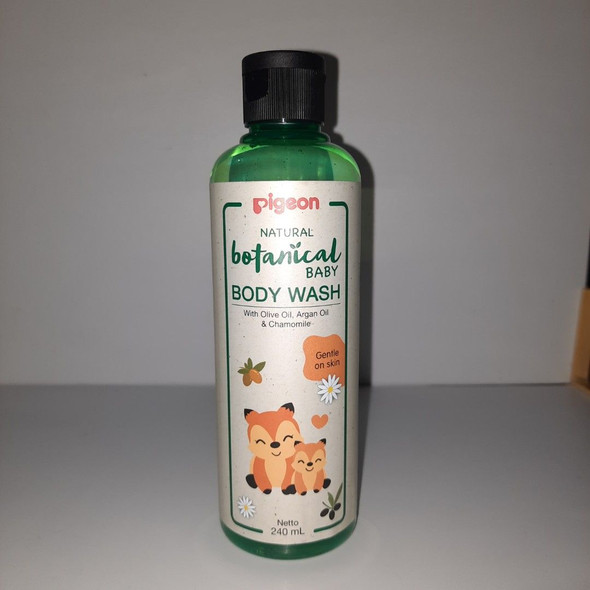 pigeon
NATURAL
botanical
BABY
BODY WASH
With Olive Oil, Argan Oil
& Chamomile
Gentle
on skin
Netto
240 mL